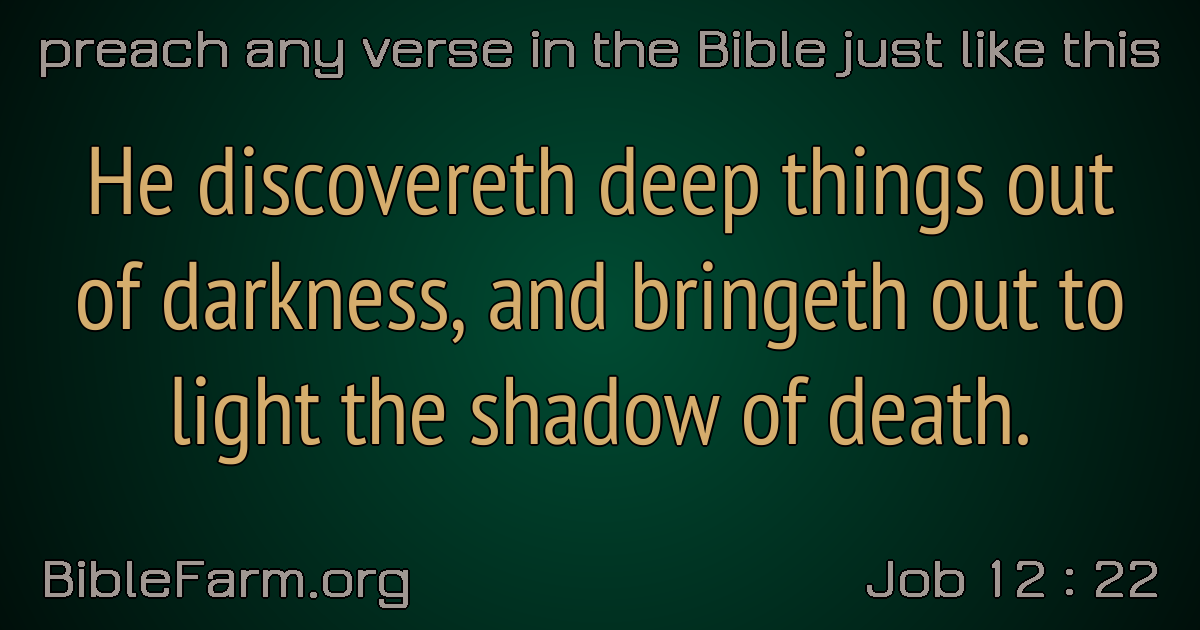 preach any verse in the Bible just like this
He discovereth deep things out
of darkness, and bringeth out to
light the shadow of death.
BibleFarm.org
Job 12 : 22